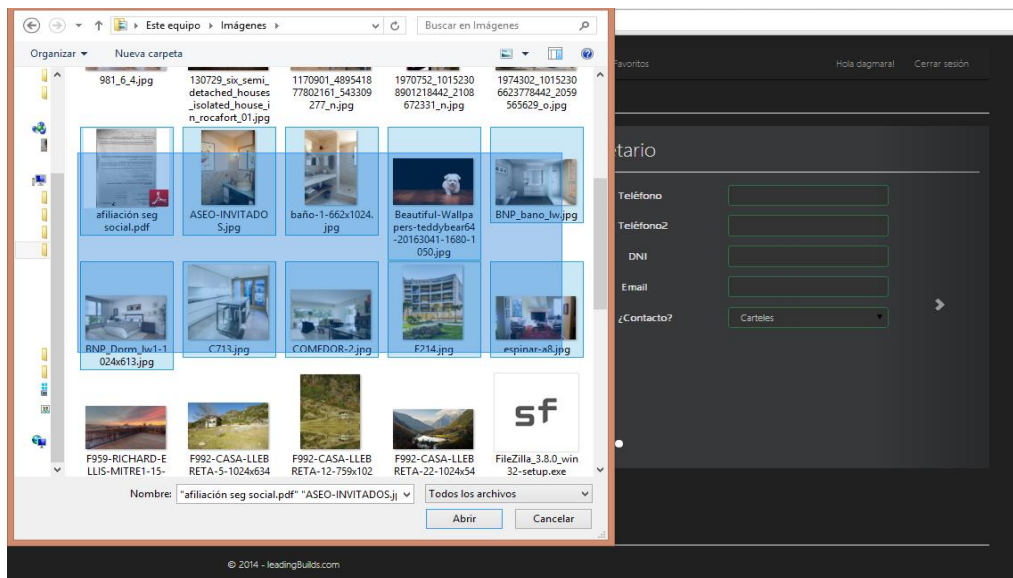 Este equipo ▸ Imágenes ▸
Buscar en Imágenes
Organizar
Nueva carpeta
981_6_4.jpg
130729_six_semi_
detached_houses
_isolated_house_i
n_rocafort_01.jpg
1170901_4895418
77802161_543309
277_n.jpg
1970752_1015230
8901218442_2108
672331_n.jpg
1974302_1015230
6623778442_2059
565629_o.jpg
afiliación seg
social.pdf
ASEO-INVITADO
S.jpg
baño-1-662x1024.
jpg
Beautiful-Wallpa
pers-teddybear64
-20163041-1680-1
050.jpg
BNP_bano_lw.jpg
BNP_Dorm_lw1-1
024x613.jpg
C713.jpg
COMEDOR-2.jpg
F214.jpg
espinar-a8.jpg
F959-RICHARD-E
LLIS-MITRE1-15-
F992-CASA-LLEB
RETA-5-1024x634
F992-CASA-LLEB
RETA-12-759x102
F992-CASA-LLEB
RETA-22-1024x54
sf
FileZilla_3.8.0_win
32-setup.exe
Nombre:
"afiliación seg social.pdf" "ASEO-INVITADOS.j
Todos los archivos
Abrir
Cancelar
Favoritos
Hola dagmaral
Cerrar sesión
etario
Teléfono
Teléfono2
DNI
Email
¿Contacto?
Carteles
© 2014 - leadingBuilds.com